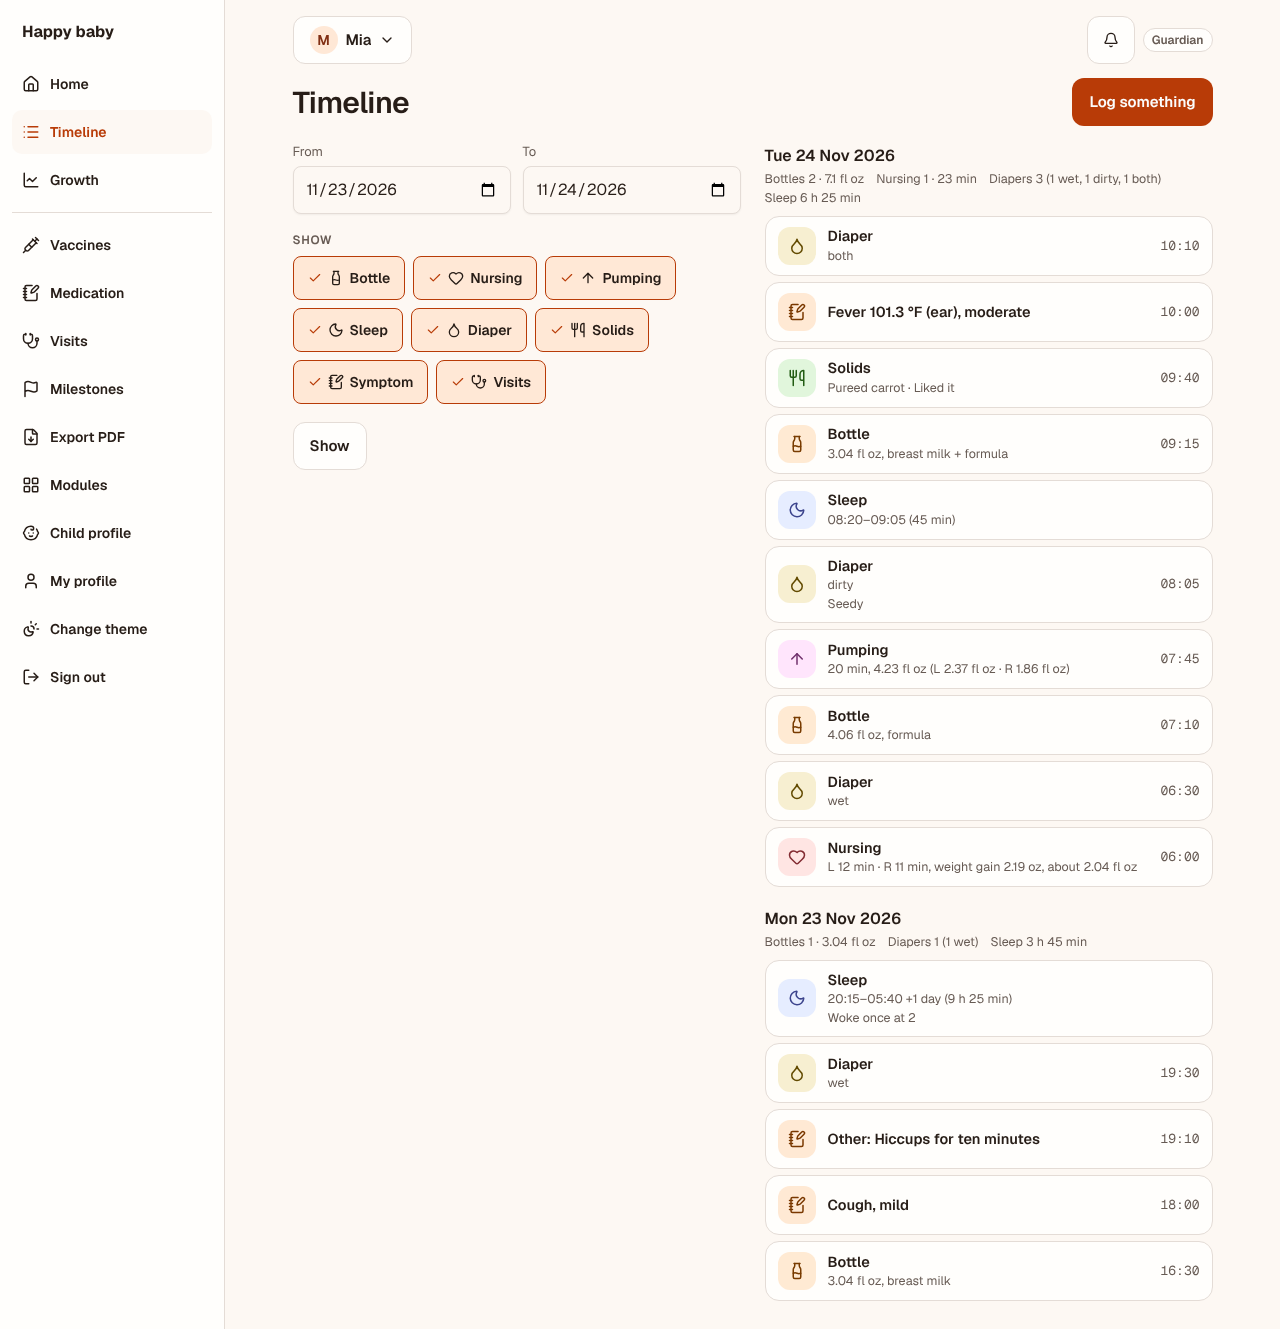 Happy baby
Home
Timeline
Growth
Vaccines
Medication
Visits
Milestones
Export PDF
Modules
Child profile
My profile
Change theme
Sign out
M Mia
Guardian
Timeline
Log something
From
To
11/23/2026
11/24/2026
SHOW
Bottle
Nursing
Pumping
Sleep
Diaper
Solids
Symptom
Visits
Show
Tue 24 Nov 2026
Bottles 2 · 7.1 fl oz Nursing 1 · 23 min Diapers 3 (1 wet, 1 dirty, 1 both)
Sleep 6 h 25 min
Diaper
both
10:10
Fever 101.3 °F (ear), moderate
10:00
Solids
Pureed carrot · Liked it
09:40
Bottle
3.04 fl oz, breast milk + formula
09:15
Sleep
08:20–09:05 (45 min)
Diaper
dirty
Seedy
08:05
Pumping
20 min, 4.23 fl oz (L 2.37 fl oz · R 1.86 fl oz)
07:45
Bottle
4.06 fl oz, formula
07:10
Diaper
wet
06:30
Nursing
L 12 min · R 11 min, weight gain 2.19 oz, about 2.04 fl oz
06:00
Mon 23 Nov 2026
Bottles 1 · 3.04 fl oz Diapers 1 (1 wet) Sleep 3 h 45 min
Sleep
20:15–05:40 +1 day (9 h 25 min)
Woke once at 2
Diaper
wet
19:30
Other: Hiccups for ten minutes
19:10
Cough, mild
18:00
Bottle
3.04 fl oz, breast milk
16:30